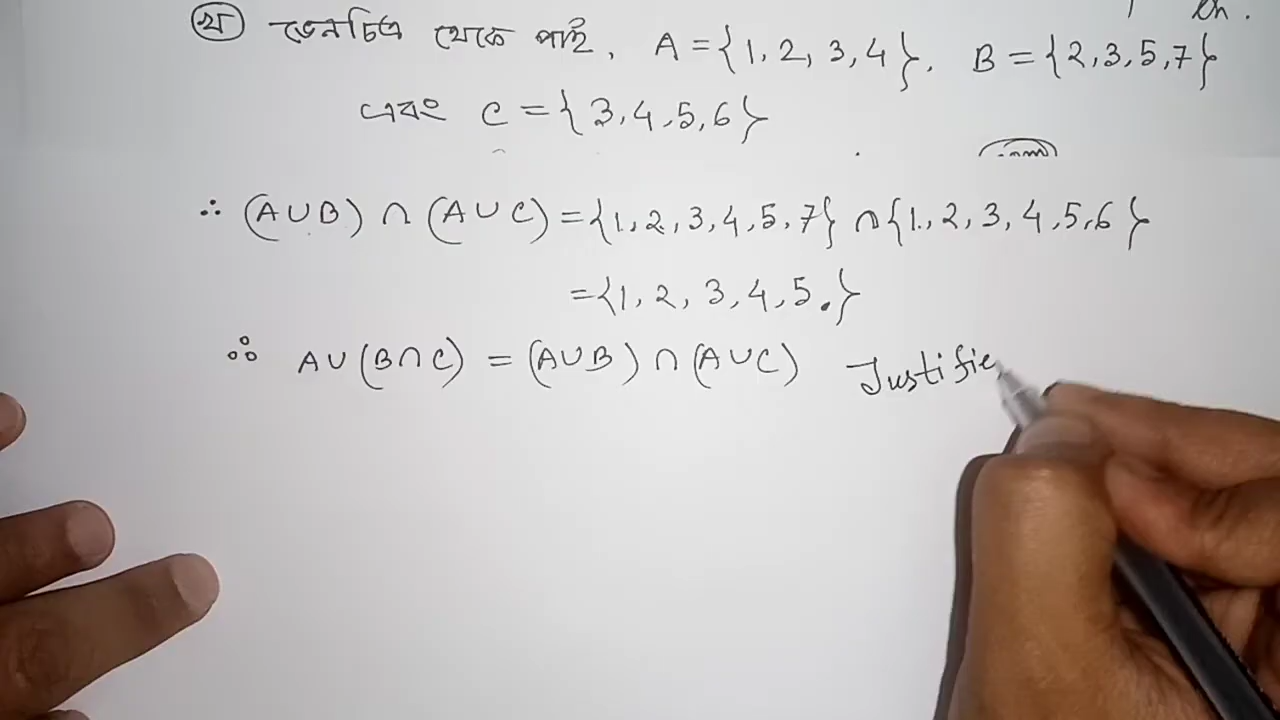 খ ভেনচিত্র থেকে পাই, A = {1, 2, 3, 4}, B = {2, 3, 5, 7}
এবং C = {3, 4, 5, 6}
∴ (A∪B) ∩ (A∪C) = {1, 2, 3, 4, 5, 7} ∩ {1, 2, 3, 4, 5, 6}
= {1, 2, 3, 4, 5.}
∴ A∪(B∩C) = (A∪B) ∩ (A∪C) Justifie